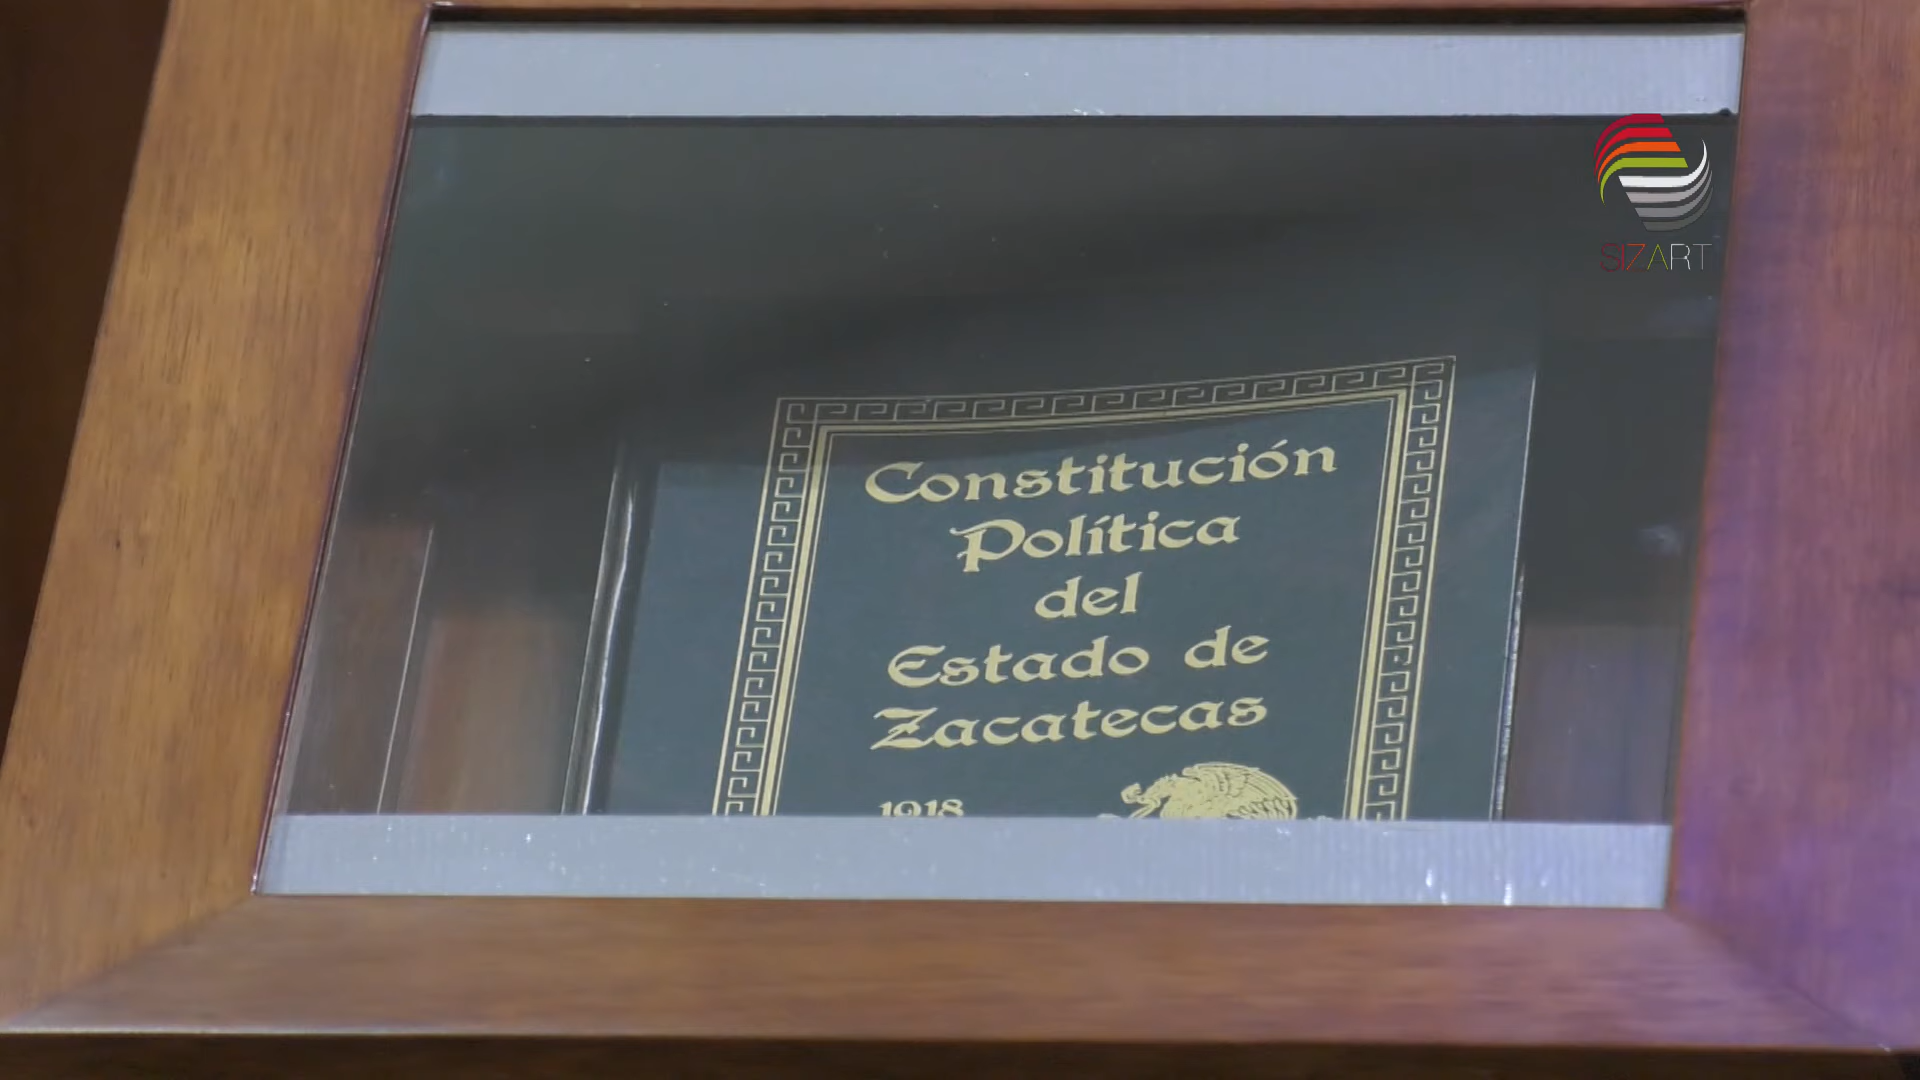 SIZART
Constitución
Política
del
Estado de
Zacatecas
1918